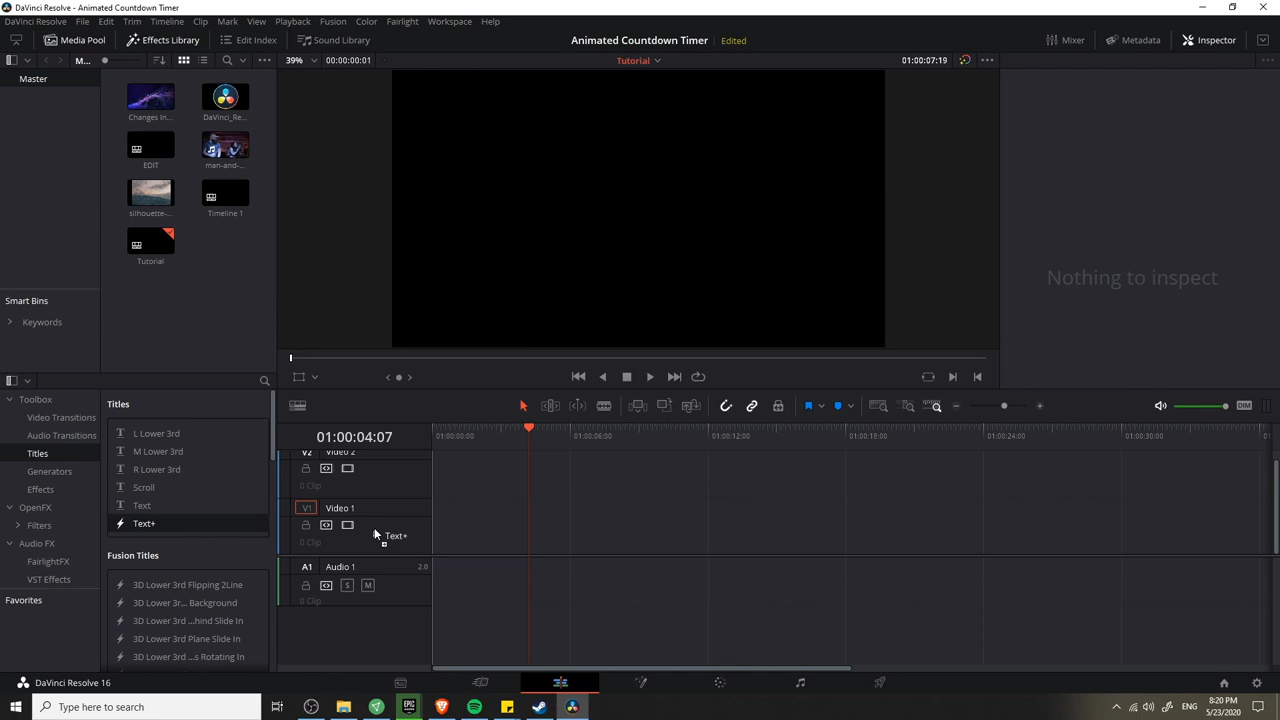 DaVinci Resolve - Animated Countdown Timer
DaVinci Resolve File Edit Trim Timeline Clip Mark View Playback Fusion Color Fairlight Workspace Help
Media Pool Effects Library Edit Index Sound Library Animated Countdown Timer Edited Mixer Metadata Inspector
M... 39% 00:00:00:01 Tutorial 01:00:07:19
Master
Changes In... DaVinci_Re...
EDIT man-and-...
silhouette-... Timeline 1
Tutorial
Smart Bins
Keywords
Nothing to inspect
Toolbox
Video Transitions
Audio Transitions
Titles
Generators
Effects
OpenFX
Filters
Audio FX
FairlightFX
VST Effects
Favorites
Titles
L Lower 3rd
M Lower 3rd
R Lower 3rd
Scroll
Text
Text+
Fusion Titles
3D Lower 3rd Flipping 2Line
3D Lower 3r... Background
3D Lower 3rd ...hind Slide In
3D Lower 3rd Plane Slide In
3D Lower 3rd ...s Rotating In
DIM
01:00:04:07
01:00:00:00 01:00:06:00 01:00:12:00 01:00:18:00 01:00:24:00 01:00:30:00
V2 Video 2
0 Clip
V1 Video 1
0 Clip
Text+
A1 Audio 1 2.0
S M
0 Clip
DaVinci Resolve 16
Type here to search
ENG
8:20 PM
5/23/2020